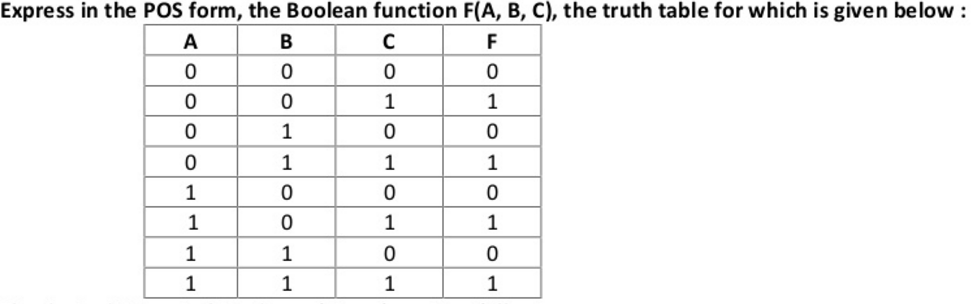 Express in the POS form, the Boolean function F(A, B, C), the truth table for which is given below :
A B C F
0 0 0 0
0 0 1 1
0 1 0 0
0 1 1 1
1 0 0 0
1 0 1 1
1 1 0 0
1 1 1 1